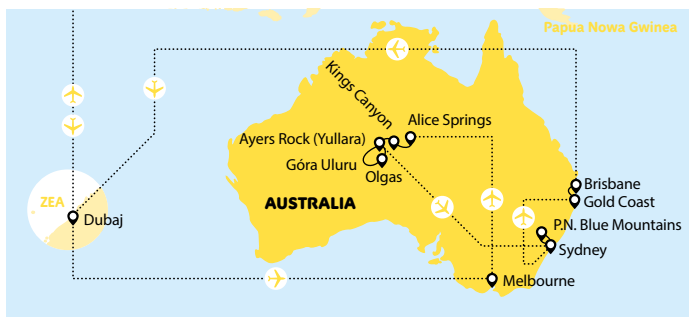 Papua Nowa Gwinea
Kings Canyon
Alice Springs
Ayers Rock (Yullara)
Góra Uluru
Olgas
ZEA
Dubaj
AUSTRALIA
Brisbane
Gold Coast
P.N. Blue Mountains
Sydney
Melbourne